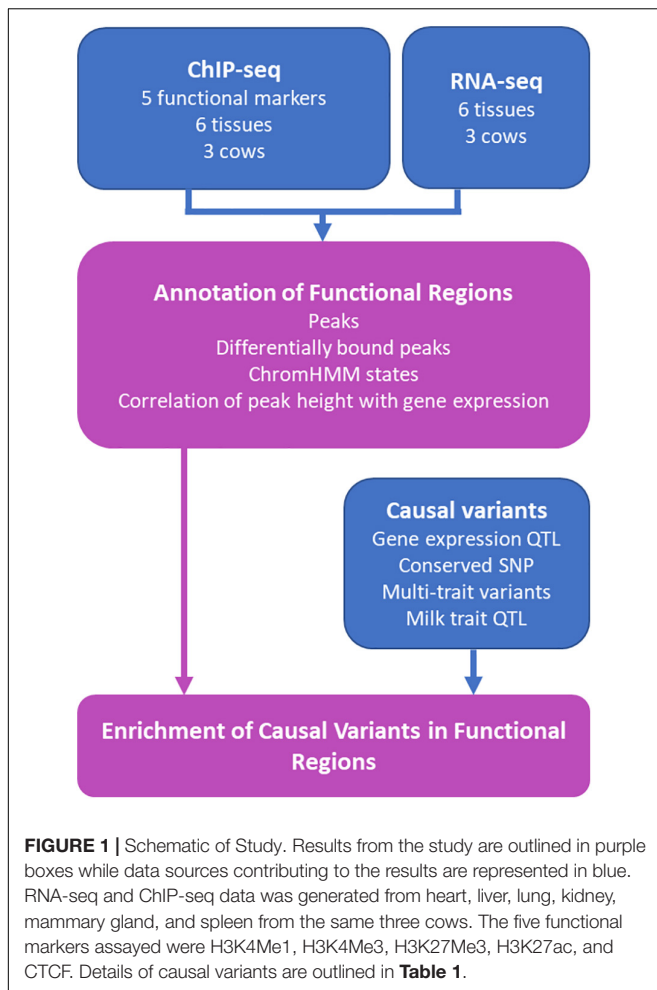 ChIP-seq
5 functional markers
6 tissues
3 cows
RNA-seq
6 tissues
3 cows
Annotation of Functional Regions
Peaks
Differentially bound peaks
ChromHMM states
Correlation of peak height with gene expression
Causal variants
Gene expression QTL
Conserved SNP
Multi-trait variants
Milk trait QTL
Enrichment of Causal Variants in Functional
Regions
FIGURE 1 | Schematic of Study. Results from the study are outlined in purple
boxes while data sources contributing to the results are represented in blue.
RNA-seq and ChIP-seq data was generated from heart, liver, lung, kidney,
mammary gland, and spleen from the same three cows. The five functional
markers assayed were H3K4Me1, H3K4Me3, H3K27Me3, H3K27ac, and
CTCF. Details of causal variants are outlined in Table 1.